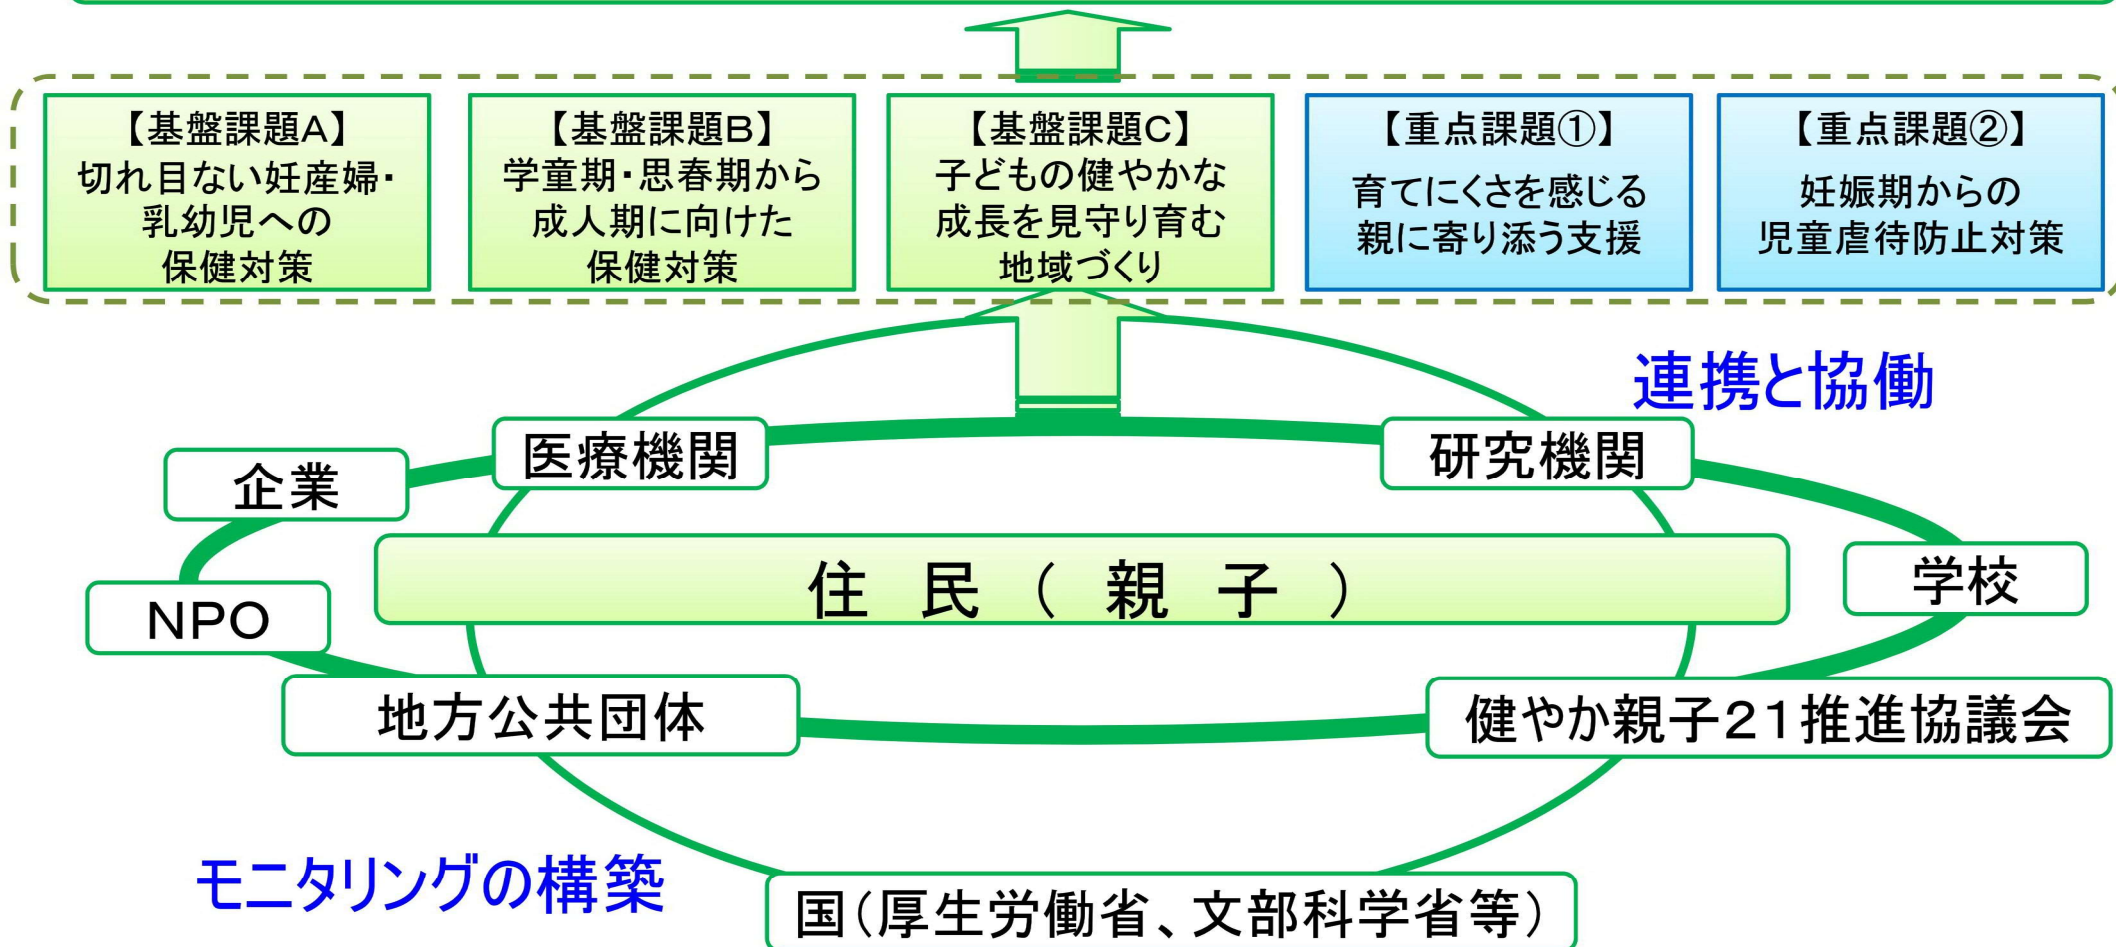 【基盤課題A】
切れ目ない妊産婦・
乳幼児への
保健対策
【基盤課題B】
学童期・思春期から
成人期に向けた
保健対策
【基盤課題C】
子どもの健やかな
成長を見守り育む
地域づくり
【重点課題①】
育てにくさを感じる
親に寄り添う支援
【重点課題②】
妊娠期からの
児童虐待防止対策
連携と協働
医療機関
研究機関
企業
住民(親子)
学校
NPO
地方公共団体
健やか親子21推進協議会
モニタリングの構築
国(厚生労働省、文部科学省等)